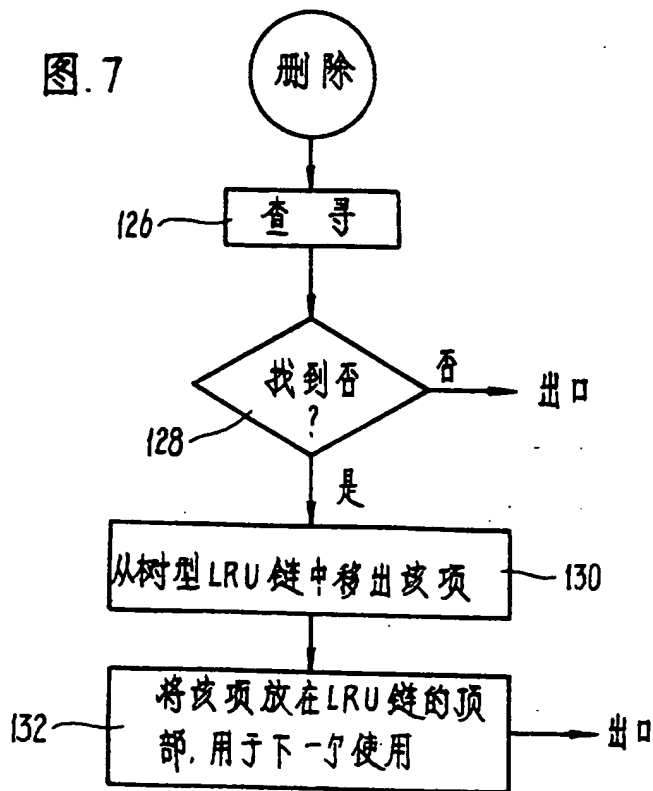 图.7
删除
126
查寻
找到否
?
否
出口
128
是
从树型LRU链中移出该项
130
将该项放在LRU链的顶
部.用于下一个使用
132
出口